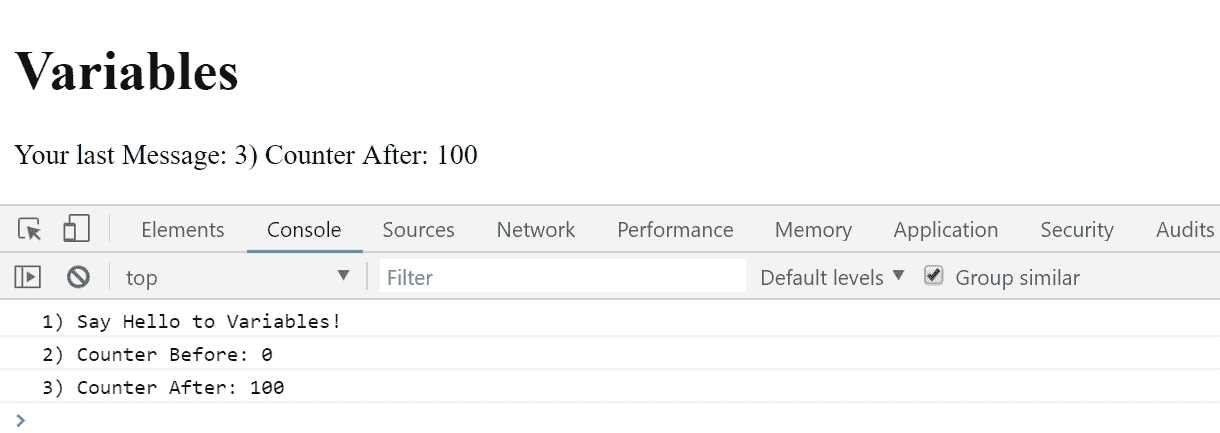 Variables
Your last Message: 3) Counter After: 100
Elements Console Sources Network Performance Memory Application Security Audits
top Filter Default levels Group similar
1) Say Hello to Variables!
2) Counter Before: 0
3) Counter After: 100
>